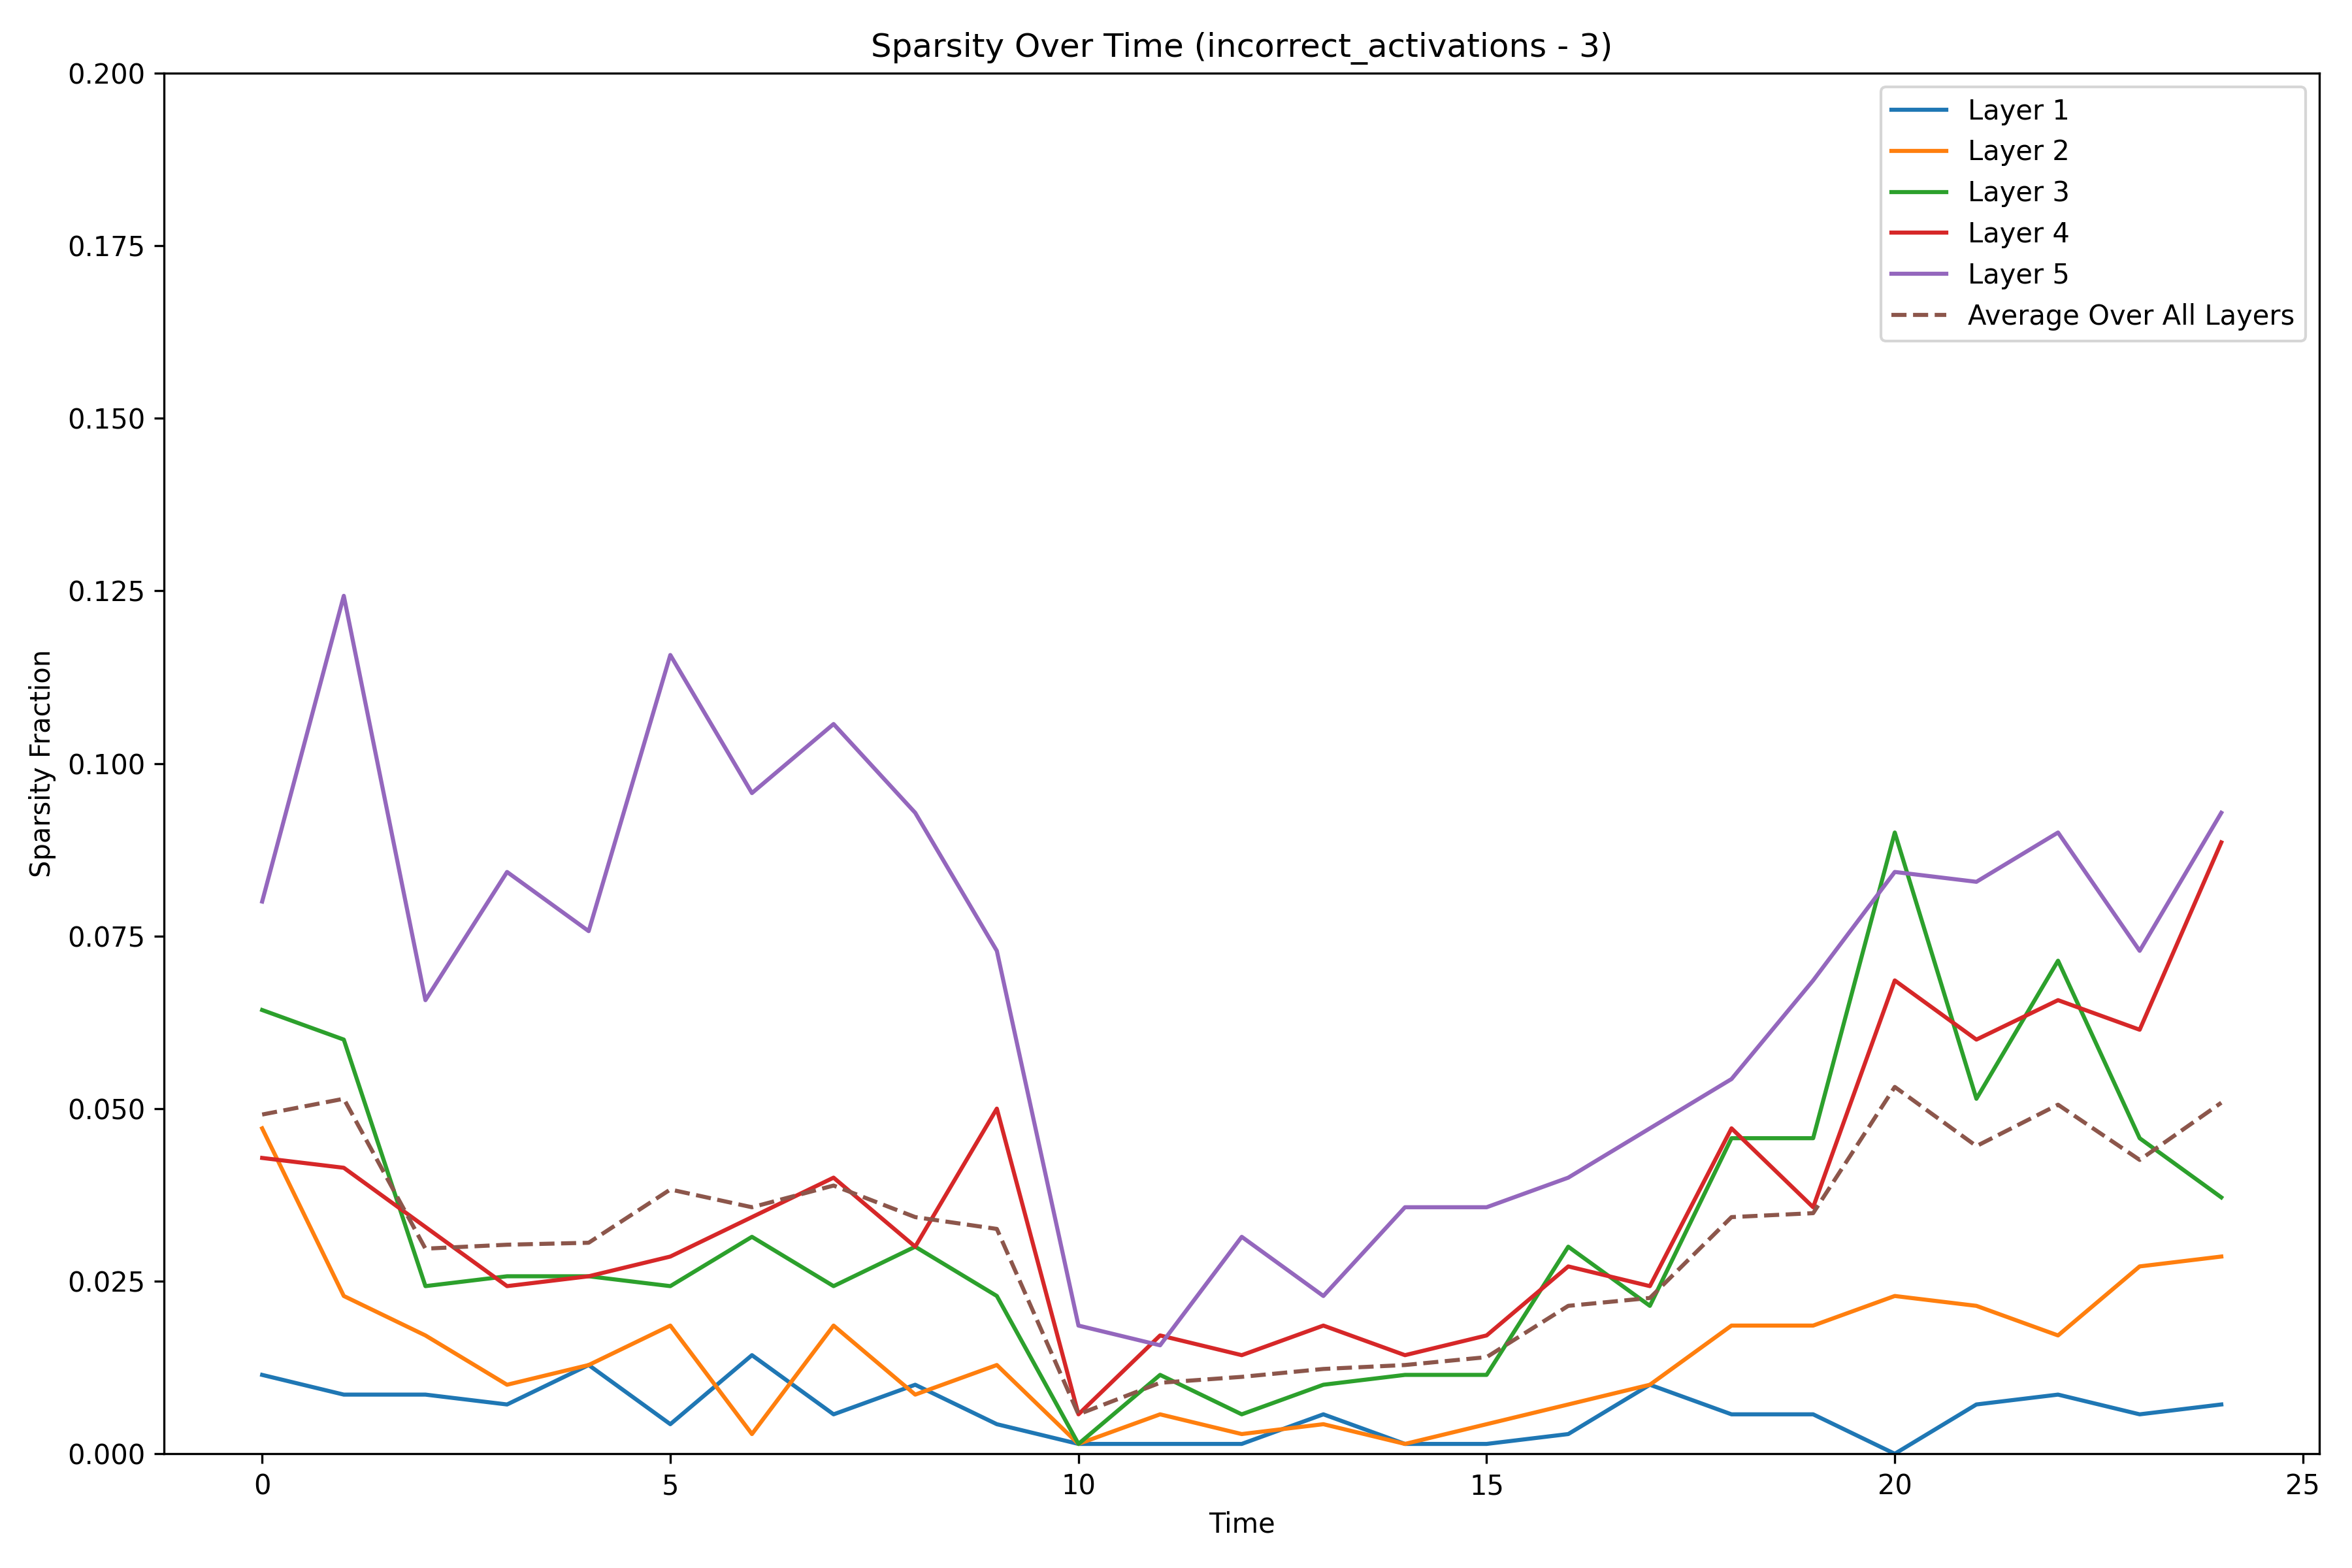 Sparsity Over Time (incorrect_activations - 3)
0.200
0.175
0.150
0.125
0.100
0.075
0.050
0.025
0.000
Sparsity Fraction
Layer 1
Layer 2
Layer 3
Layer 4
Layer 5
Average Over All Layers
0 5 10 15 20 25
Time